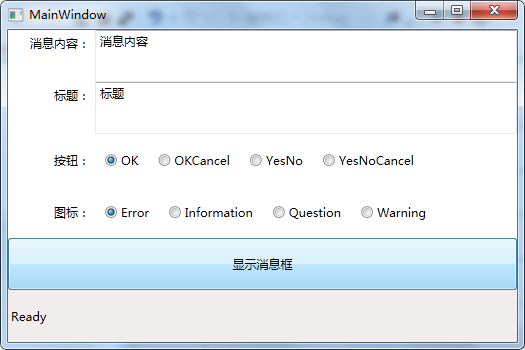 MainWindow
消息内容： 消息内容
标题： 标题
按钮： OK OKCancel YesNo YesNoCancel
图标： Error Information Question Warning
显示消息框
Ready